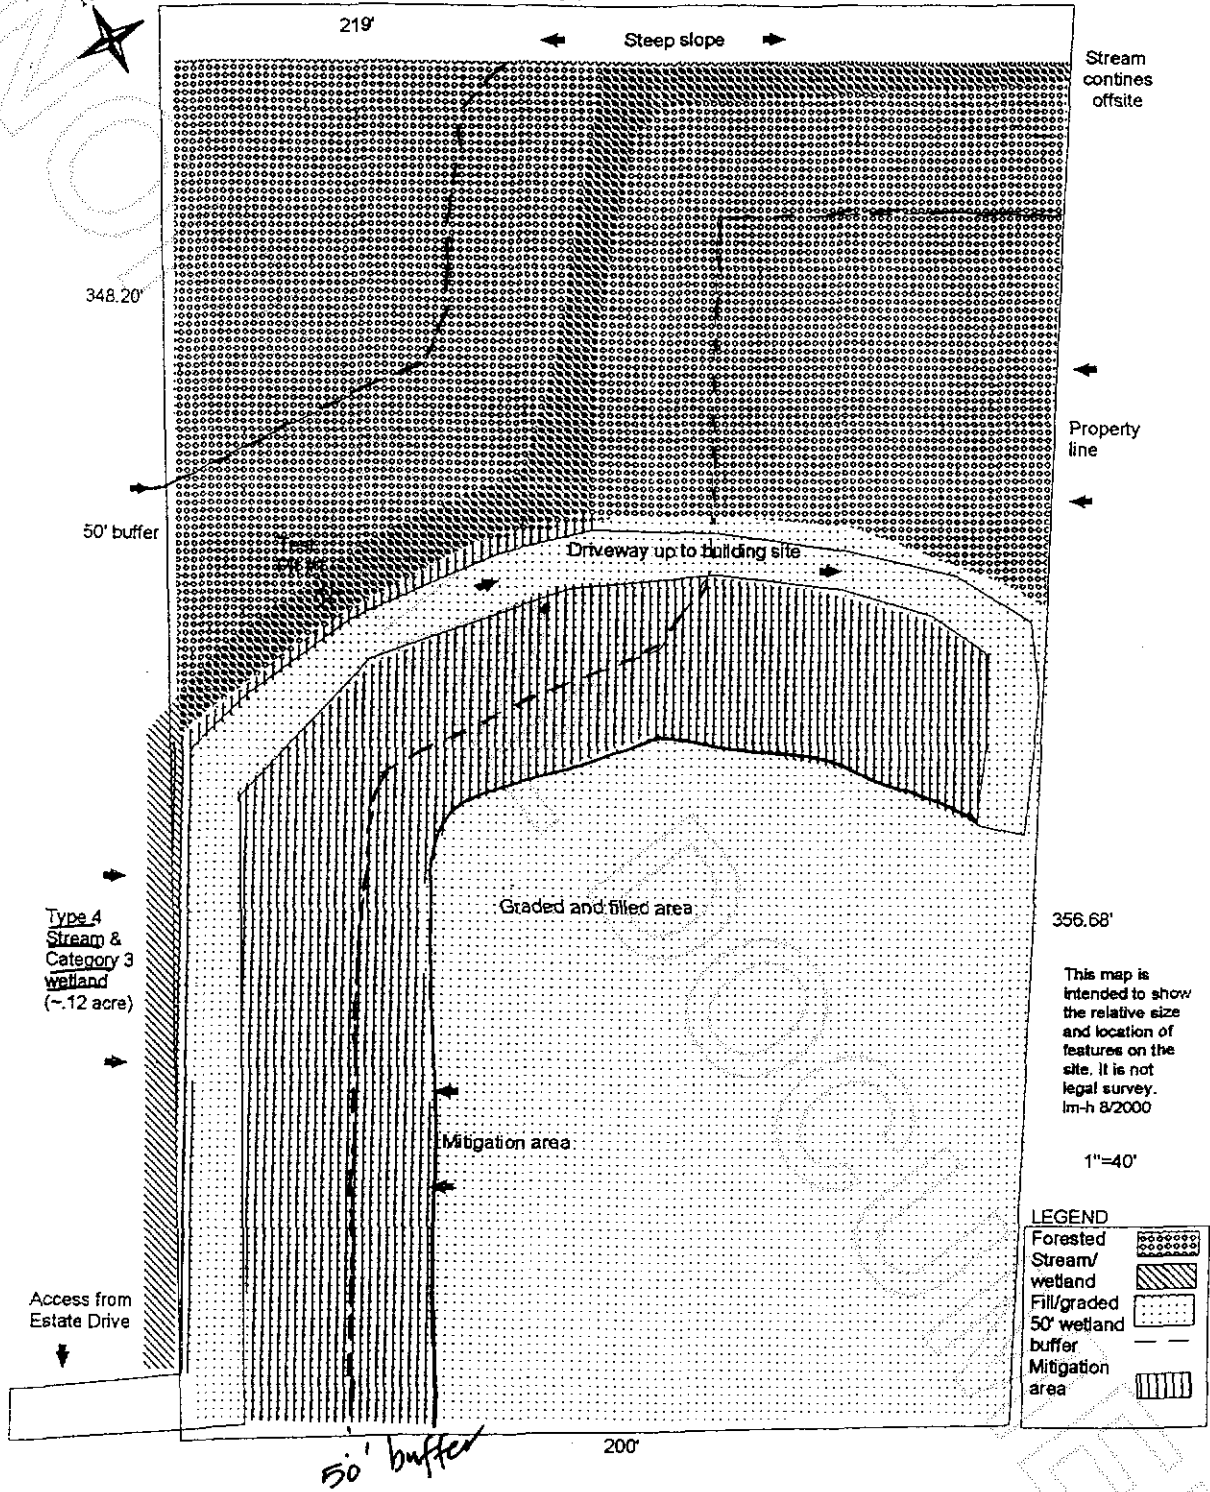 219'
Steep slope
Stream
contines
offsite
348.20'
Property
line
50' buffer
Driveway up to building site
Graded and filled area
Type 4
Stream &
Category 3
wetland
(~.12 acre)
356.68'
This map is
intended to show
the relative size
and location of
features on the
site. It is not
legal survey.
lm-h 8/2000
Mitigation area
1"=40'
LEGEND
Forested
Stream/
wetland
Fill/graded
50' wetland
buffer
Mitigation
area
Access from
Estate Drive
200'
50' buffer